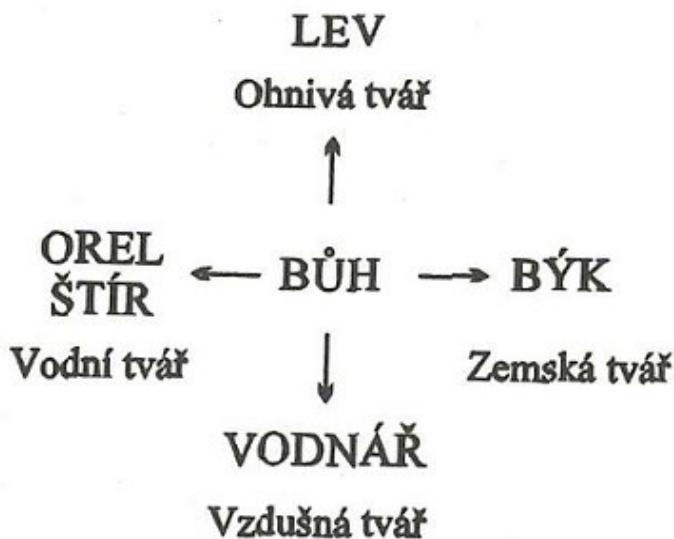 LEV
Ohnivá tvář
OREL
ŠTÍR
BŮH
BÝK
Vodní tvář
Zemská tvář
VODNÁŘ
Vzdušná tvář